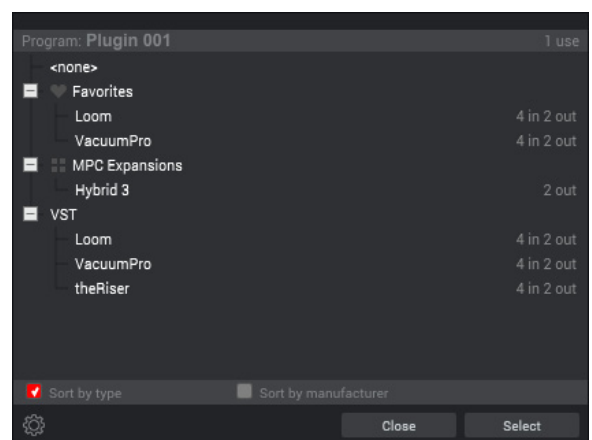 Program: Plugin 001 1 use
<none>
Favorites
Loom 4 in 2 out
VacuumPro 4 in 2 out
MPC Expansions
Hybrid 3 2 out
VST
Loom 4 in 2 out
VacuumPro 4 in 2 out
theRiser 4 in 2 out
Sort by type Sort by manufacturer
Close Select